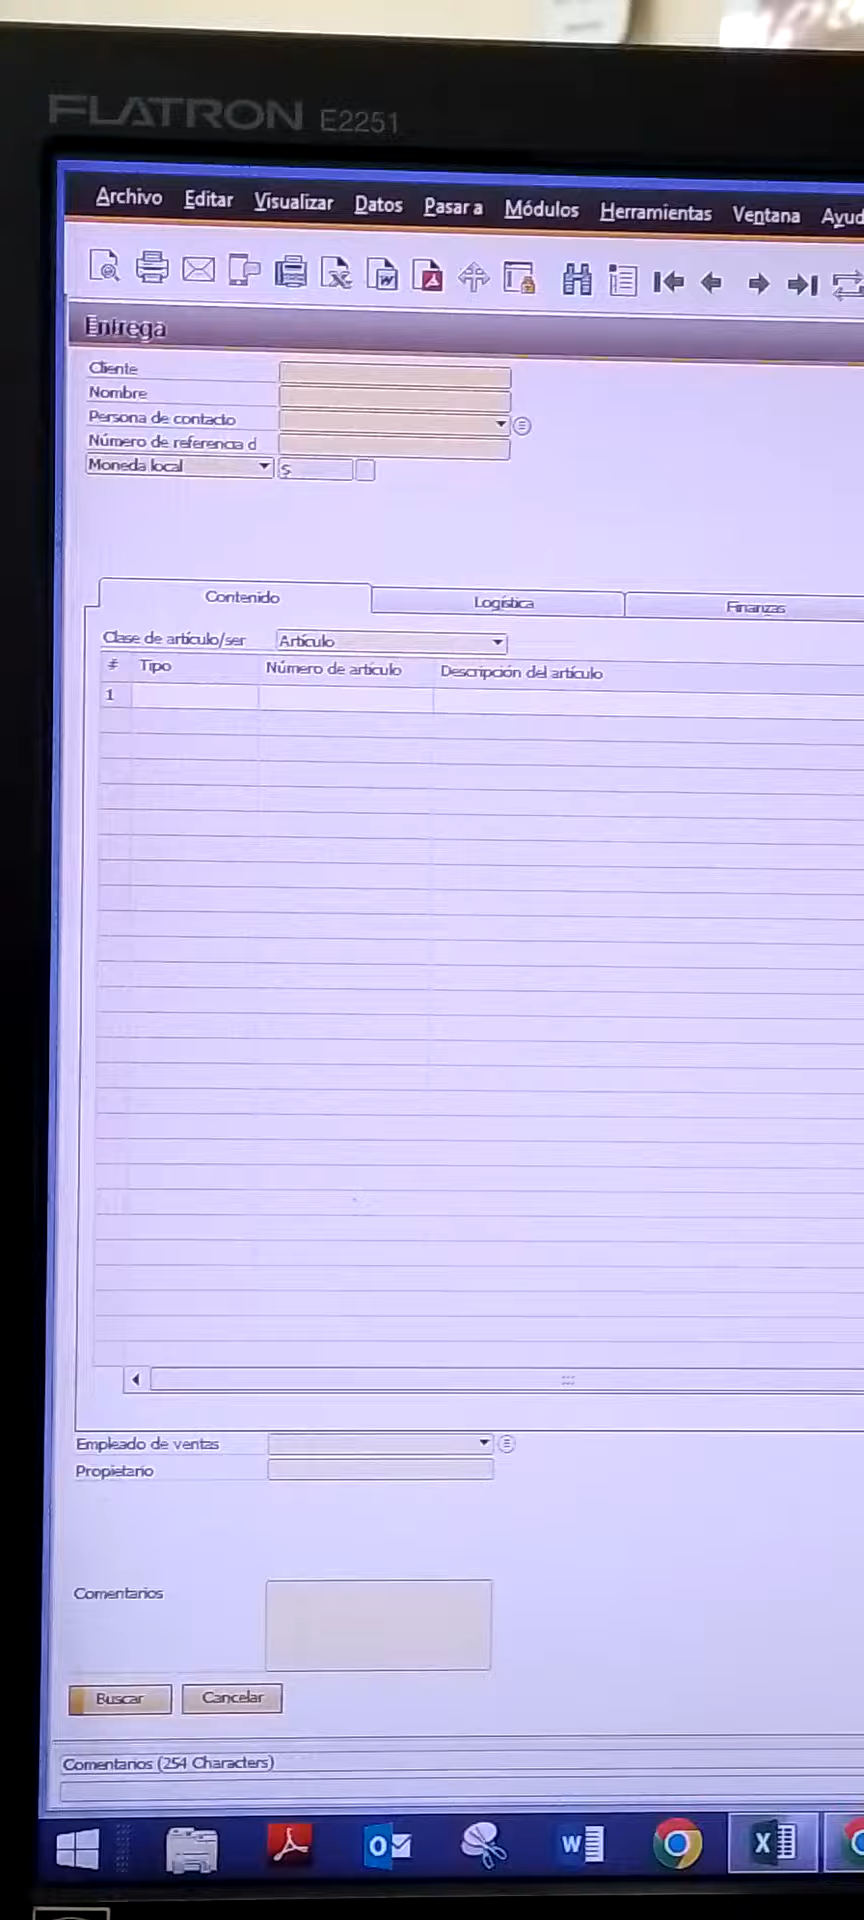 FLATRON E2251
Archivo Editar Visualizar Datos Pasar a Módulos Herramientas Ventana Ayud
Entrega
Cliente
Nombre
Persona de contacto
Número de referencia d
Moneda local $
Contenido Logística Finanzas
Clase de artículo/ser Artículo
# Tipo Número de artículo Descripción del artículo
1
Empleado de ventas
Propietario
Comentarios
Buscar Cancelar
Comentarios (254 Characters)